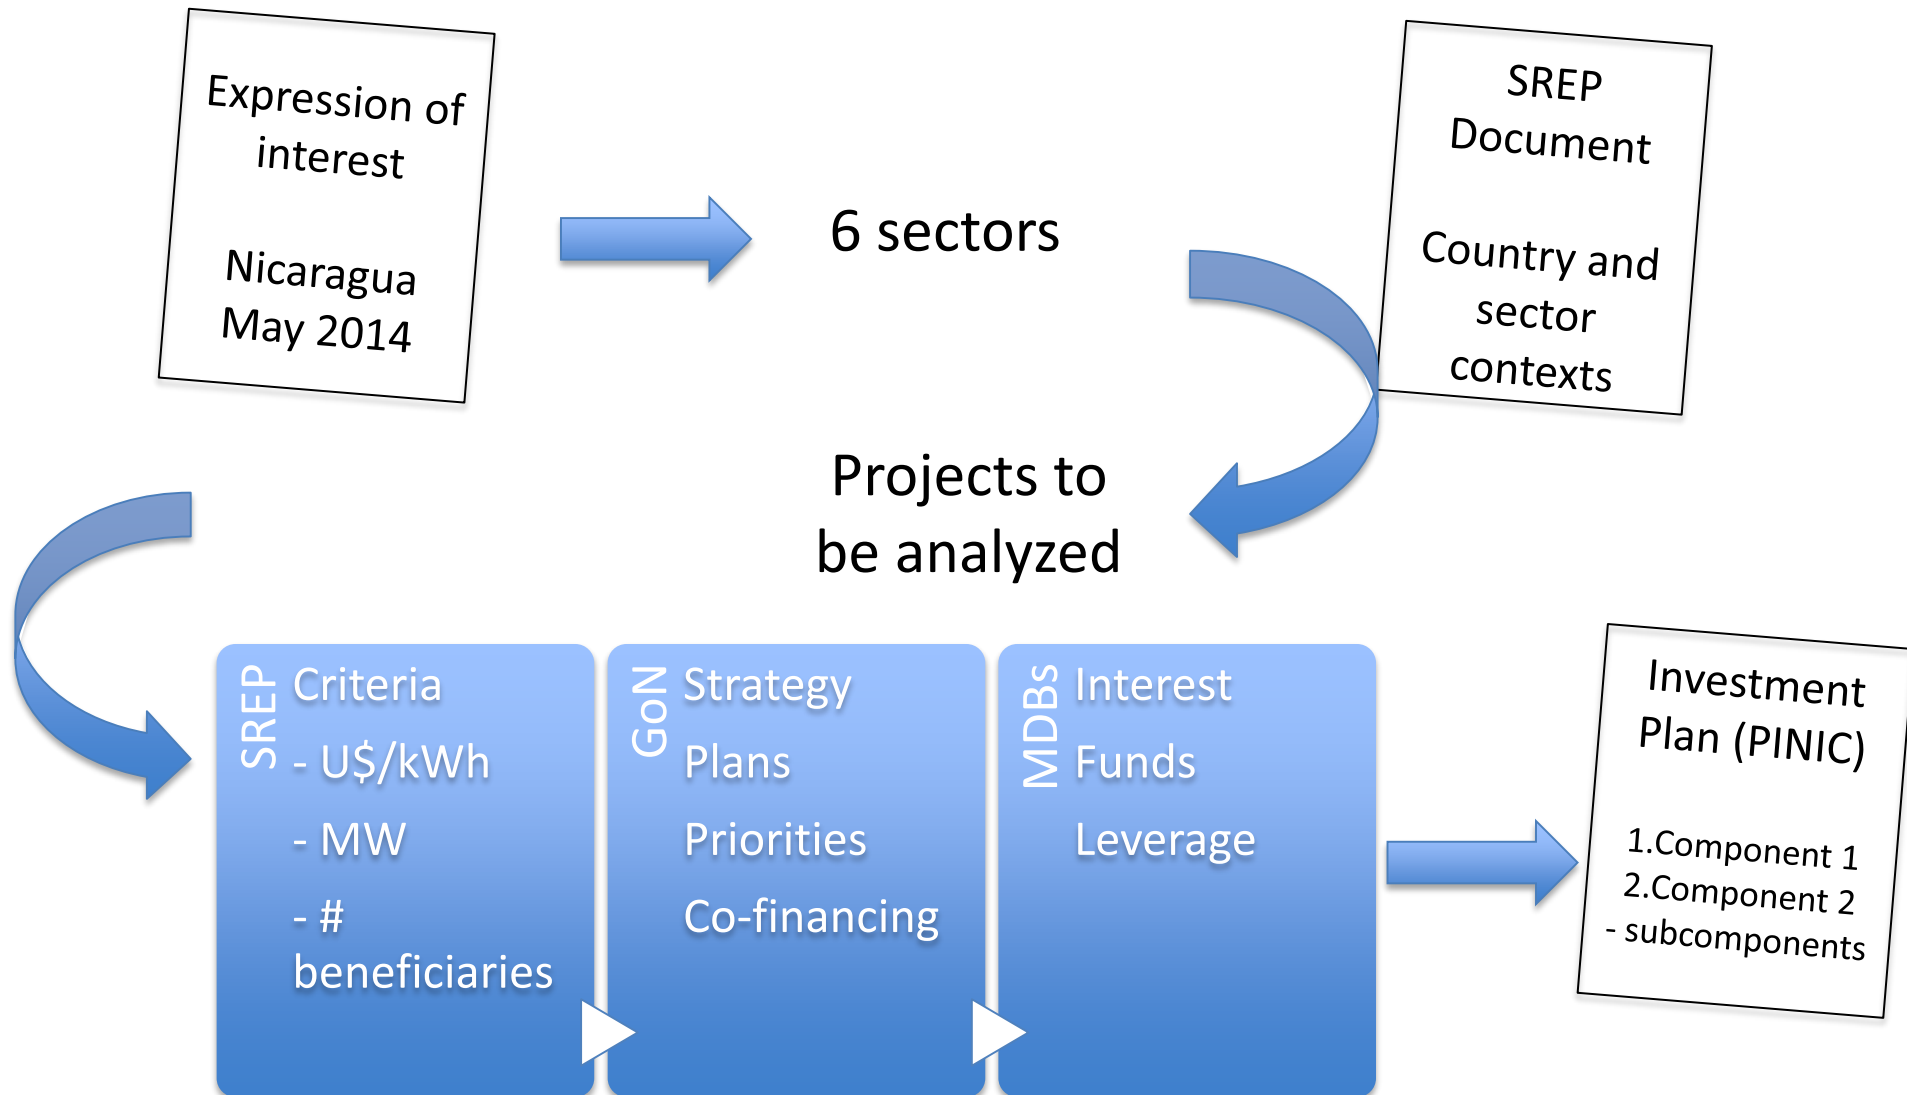 Expression of
interest
Nicaragua
May 2014
6 sectors
SREP
Document
Country and
sector
contexts
Projects to
be analyzed
SREP
Criteria
- U$/kWh
- MW
- #
beneficiaries
GoN
Strategy
Plans
Priorities
Co-financing
MDBs
Interest
Funds
Leverage
Investment
Plan (PINIC)
1.Component 1
2.Component 2
- subcomponents